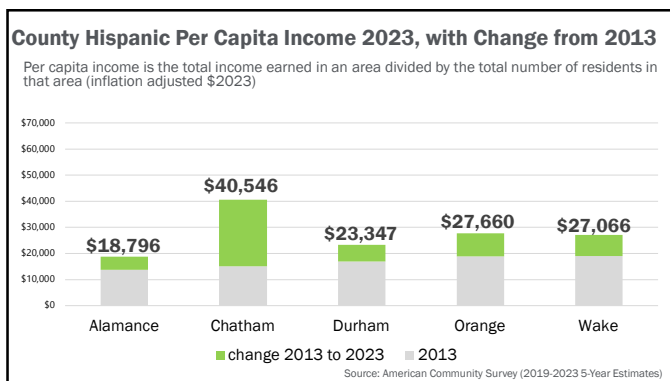 County Hispanic Per Capita Income 2023, with Change from 2013
Per capita income is the total income earned in an area divided by the total number of residents in
that area (inflation adjusted $2023)
$70,000
$60,000
$50,000
$40,000
$30,000
$20,000
$10,000
$0
$18,796
$40,546
$23,347
$27,660
$27,066
Alamance
Chatham
Durham
Orange
Wake
change 2013 to 2023
2013
Source: American Community Survey (2019-2023 5-Year Estimates)